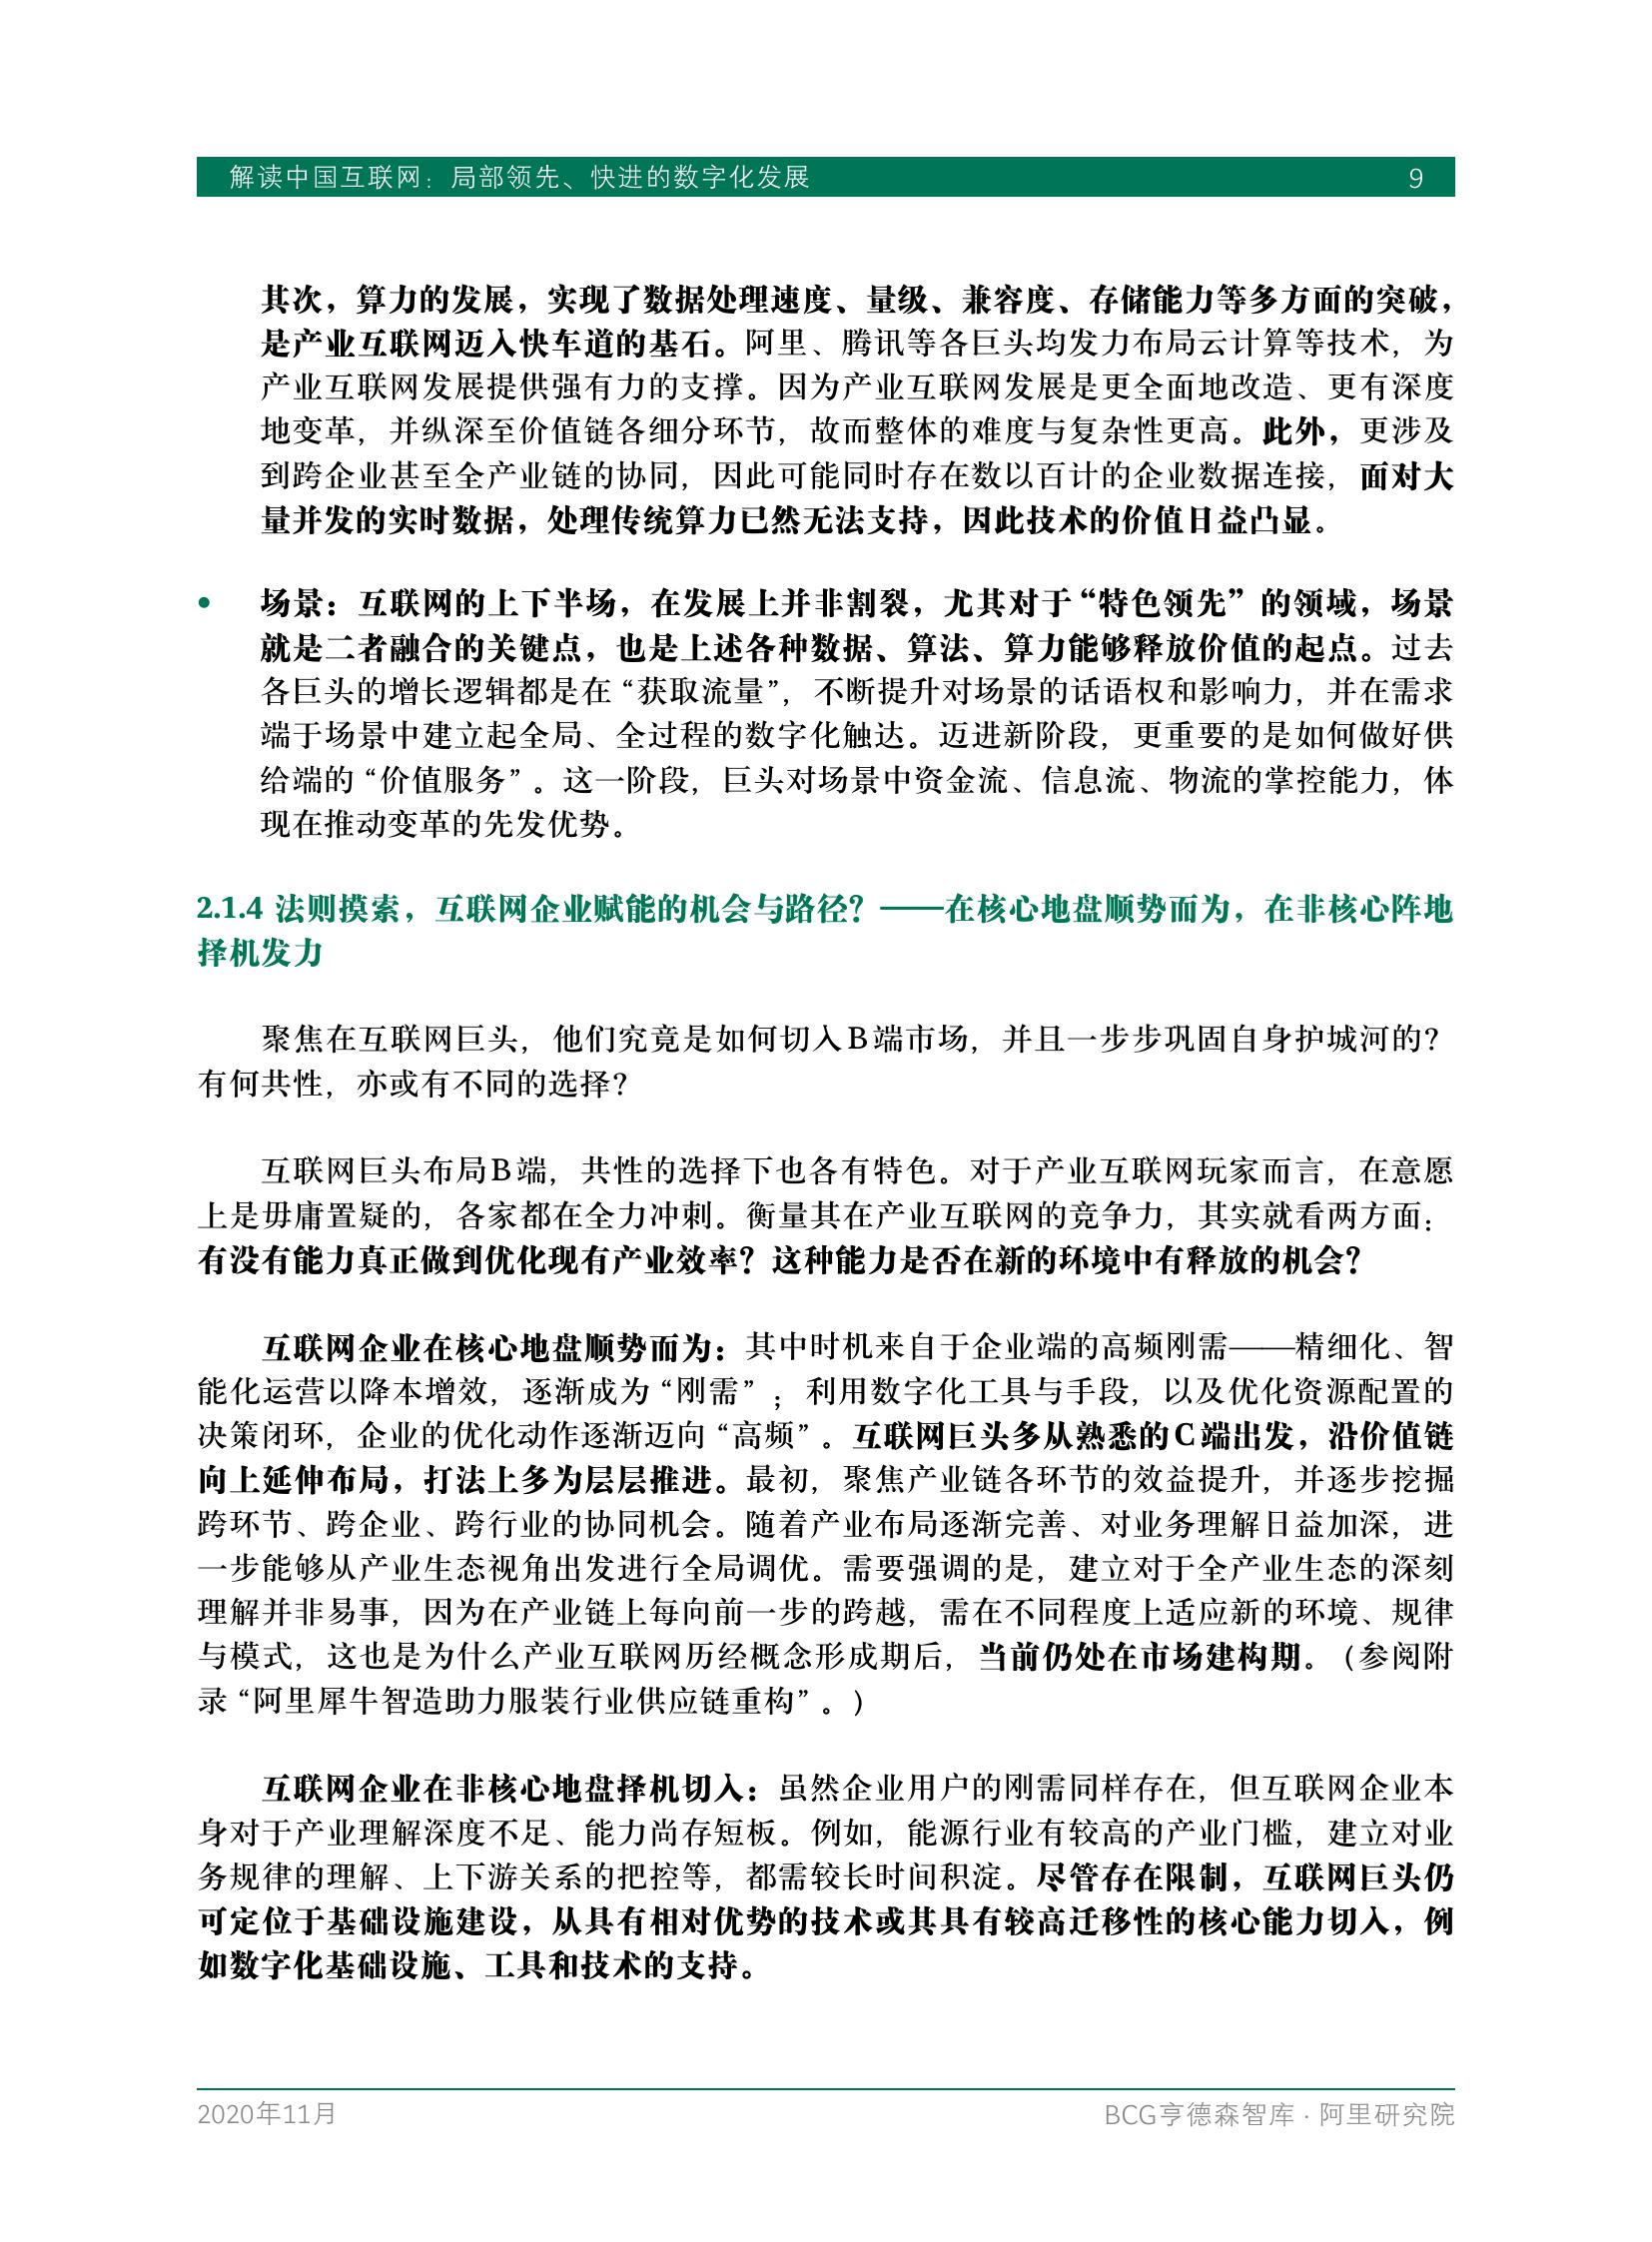 解读中国互联网：局部领先、快进的数字化发展 9
其次，算力的发展，实现了数据处理速度、量级、兼容度、存储能力等多方面的突破，
是产业互联网迈入快车道的基石。阿里、腾讯等各巨头均发力布局云计算等技术，为
产业互联网发展提供强有力的支撑。因为产业互联网发展是更全面地改造、更有深度
地变革，并纵深至价值链各细分环节，故而整体的难度与复杂性更高。此外，更涉及
到跨企业甚至全产业链的协同，因此可能同时存在数以百计的企业数据连接，面对大
量并发的实时数据，处理传统算力已然无法支持，因此技术的价值日益凸显。
• 场景：互联网的上下半场，在发展上并非割裂，尤其对于“特色领先”的领域，场景
就是二者融合的关键点，也是上述各种数据、算法、算力能够释放价值的起点。过去
各巨头的增长逻辑都是在“获取流量”，不断提升对场景的话语权和影响力，并在需求
端于场景中建立起全局、全过程的数字化触达。迈进新阶段，更重要的是如何做好供
给端的“价值服务”。这一阶段，巨头对场景中资金流、信息流、物流的掌控能力，体
现在推动变革的先发优势。
2.1.4 法则摸索，互联网企业赋能的机会与路径？——在核心地盘顺势而为，在非核心阵地
择机发力
聚焦在互联网巨头，他们究竟是如何切入B端市场，并且一步步巩固自身护城河的？
有何共性，亦或有不同的选择？
互联网巨头布局B端，共性的选择下也各有特色。对于产业互联网玩家而言，在意愿
上是毋庸置疑的，各家都在全力冲刺。衡量其在产业互联网的竞争力，其实就看两方面：
有没有能力真正做到优化现有产业效率？这种能力是否在新的环境中有释放的机会？
互联网企业在核心地盘顺势而为：其中时机来自于企业端的高频刚需——精细化、智
能化运营以降本增效，逐渐成为“刚需”；利用数字化工具与手段，以及优化资源配置的
决策闭环，企业的优化动作逐渐迈向“高频”。互联网巨头多从熟悉的C端出发，沿价值链
向上延伸布局，打法上多为层层推进。最初，聚焦产业链各环节的效益提升，并逐步挖掘
跨环节、跨企业、跨行业的协同机会。随着产业布局逐渐完善、对业务理解日益加深，进
一步能够从产业生态视角出发进行全局调优。需要强调的是，建立对于全产业生态的深刻
理解并非易事，因为在产业链上每向前一步的跨越，需在不同程度上适应新的环境、规律
与模式，这也是为什么产业互联网历经概念形成期后，当前仍处在市场建构期。（参阅附
录“阿里犀牛智造助力服装行业供应链重构”。）
互联网企业在非核心地盘择机切入：虽然企业用户的刚需同样存在，但互联网企业本
身对于产业理解深度不足、能力尚存短板。例如，能源行业有较高的产业门槛，建立对业
务规律的理解、上下游关系的把控等，都需较长时间积淀。尽管存在限制，互联网巨头仍
可定位于基础设施建设，从具有相对优势的技术或其具有较高迁移性的核心能力切入，例
如数字化基础设施、工具和技术的支持。
2020年11月 BCG亨德森智库 · 阿里研究院